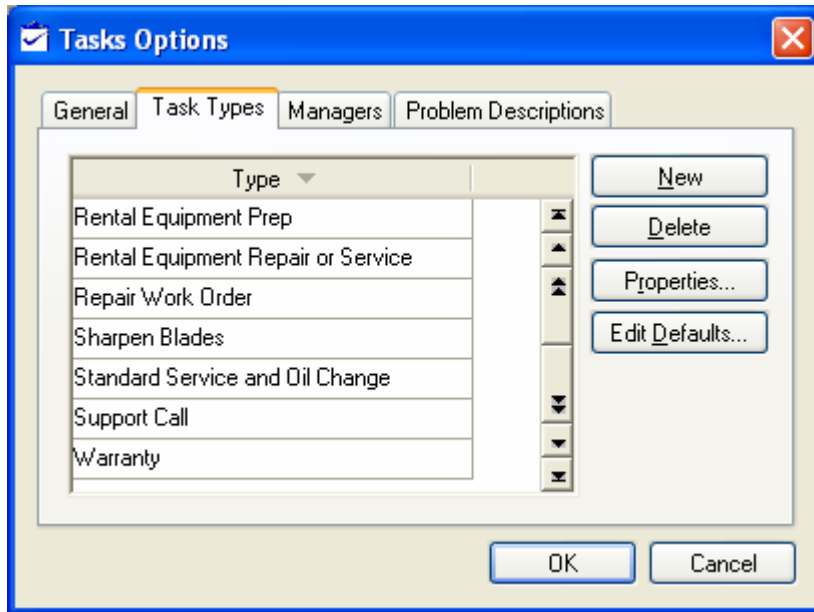 Tasks Options
General Task Types Managers Problem Descriptions
Type
New
Rental Equipment Prep
Delete
Rental Equipment Repair or Service
Properties...
Repair Work Order
Sharpen Blades
Edit Defaults...
Standard Service and Oil Change
Support Call
Warranty
OK Cancel